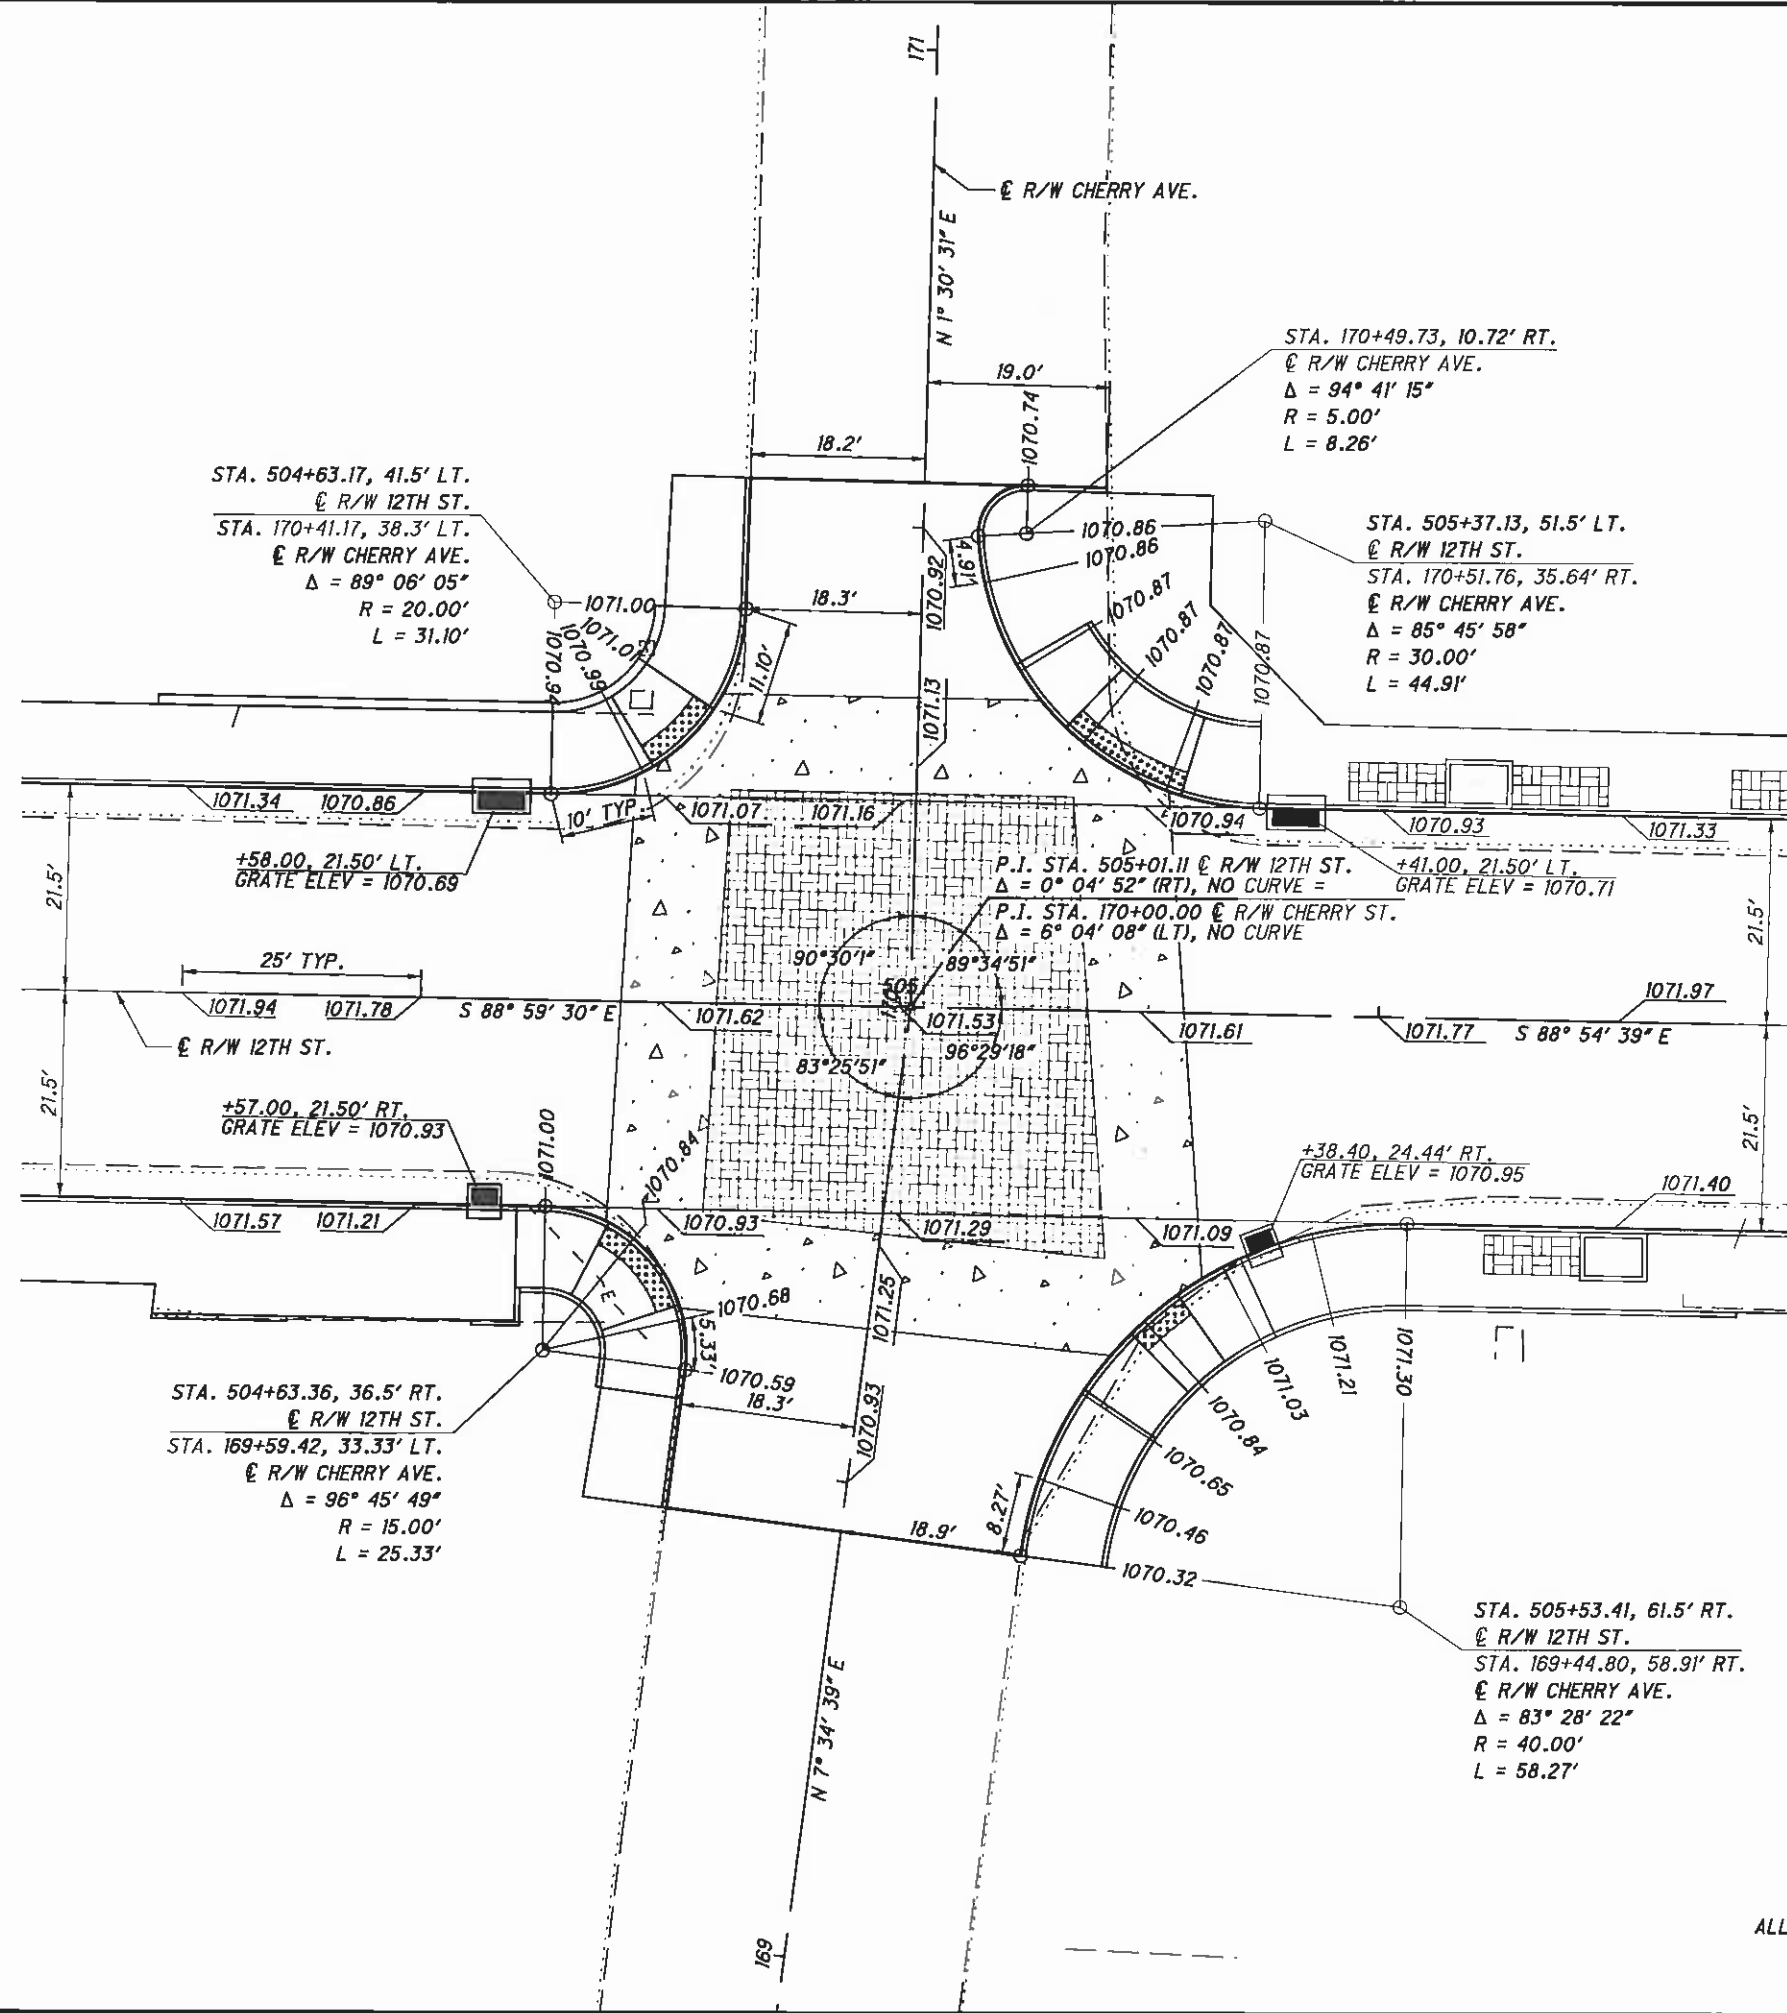 171
℄ R/W CHERRY AVE.
N 1° 30' 31" E
STA. 170+49.73, 10.72' RT.
℄ R/W CHERRY AVE.
Δ = 94° 41' 15"
R = 5.00'
L = 8.26'
19.0'
1070.74
18.2'
STA. 504+63.17, 41.5' LT.
℄ R/W 12TH ST.
STA. 170+41.17, 38.3' LT.
℄ R/W CHERRY AVE.
Δ = 89° 06' 05"
R = 20.00'
L = 31.10'
STA. 505+37.13, 51.5' LT.
℄ R/W 12TH ST.
STA. 170+51.76, 35.64' RT.
℄ R/W CHERRY AVE.
Δ = 85° 45' 58"
R = 30.00'
L = 44.91'
1070.86
1070.86
4.91'
1070.92
1070.87
1070.87
1070.87
1070.87
1071.00
18.3'
1070.94
1070.99
11.10'
1071.13
1071.34
1070.86
10' TYP.
1071.07
1071.16
1070.94
1070.93
1071.33
+58.00, 21.50' LT.
GRATE ELEV = 1070.69
P.I. STA. 505+01.11 ℄ R/W 12TH ST.
Δ = 0° 04' 52" (RT), NO CURVE =
P.I. STA. 170+00.00 ℄ R/W CHERRY ST.
Δ = 6° 04' 08" (LT), NO CURVE
+41.00, 21.50' LT.
GRATE ELEV = 1070.71
21.5'
21.5'
90°30'1"
89°34'51"
25' TYP.
505
170
1071.94
1071.78
S 88° 59' 30" E
1071.62
1071.53
1071.61
1071.77
1071.97
S 88° 54' 39" E
℄ R/W 12TH ST.
83°25'51"
96°29'18"
21.5'
21.5'
+57.00, 21.50' RT.
GRATE ELEV = 1070.93
1071.00
1070.84
+38.40, 24.44' RT.
GRATE ELEV = 1070.95
1071.40
1071.57
1071.21
1070.93
1071.29
1071.09
E
1070.68
5.33'
1071.25
1070.59
18.3'
1070.93
1071.30
1071.21
1071.03
1070.84
1070.65
1070.46
1070.32
STA. 504+63.36, 36.5' RT.
℄ R/W 12TH ST.
STA. 169+59.42, 33.33' LT.
℄ R/W CHERRY AVE.
Δ = 96° 45' 49"
R = 15.00'
L = 25.33'
18.9'
8.27'
STA. 505+53.41, 61.5' RT.
℄ R/W 12TH ST.
STA. 169+44.80, 58.91' RT.
℄ R/W CHERRY AVE.
Δ = 83° 28' 22"
R = 40.00'
L = 58.27'
N 7° 34' 39" E
169
ALL